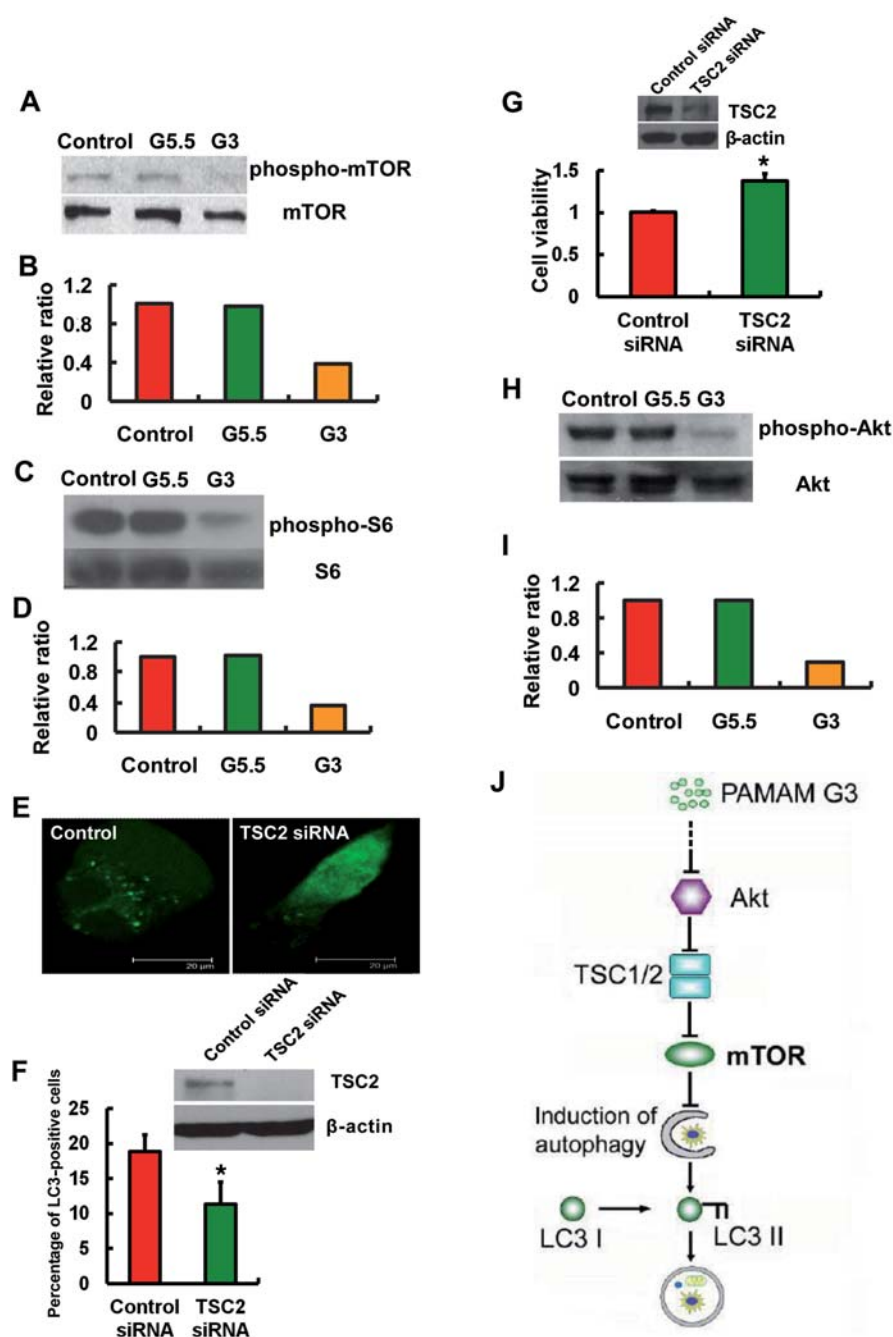 A
Control G5.5 G3
phospho-mTOR
mTOR
B
Relative ratio
1.2
0.8
0.4
0
Control G5.5 G3
C
Control G5.5 G3
phospho-S6
S6
D
Relative ratio
1.2
0.8
0.4
0
Control G5.5 G3
E
Control
20 µm
TSC2 siRNA
20 µm
F
Control siRNA
TSC2 siRNA
TSC2
β-actin
Percentage of LC3-positive cells
25
20
15
10
5
0
*
Control siRNA
TSC2 siRNA
G
Control siRNA
TSC2 siRNA
TSC2
β-actin
Cell viability
1.5
1
0.5
0
*
Control siRNA
TSC2 siRNA
H
Control G5.5 G3
phospho-Akt
Akt
I
Relative ratio
1.2
0.8
0.4
0
Control G5.5 G3
J
PAMAM G3
Akt
TSC1/2
mTOR
Induction of
autophagy
LC3 I
LC3 II